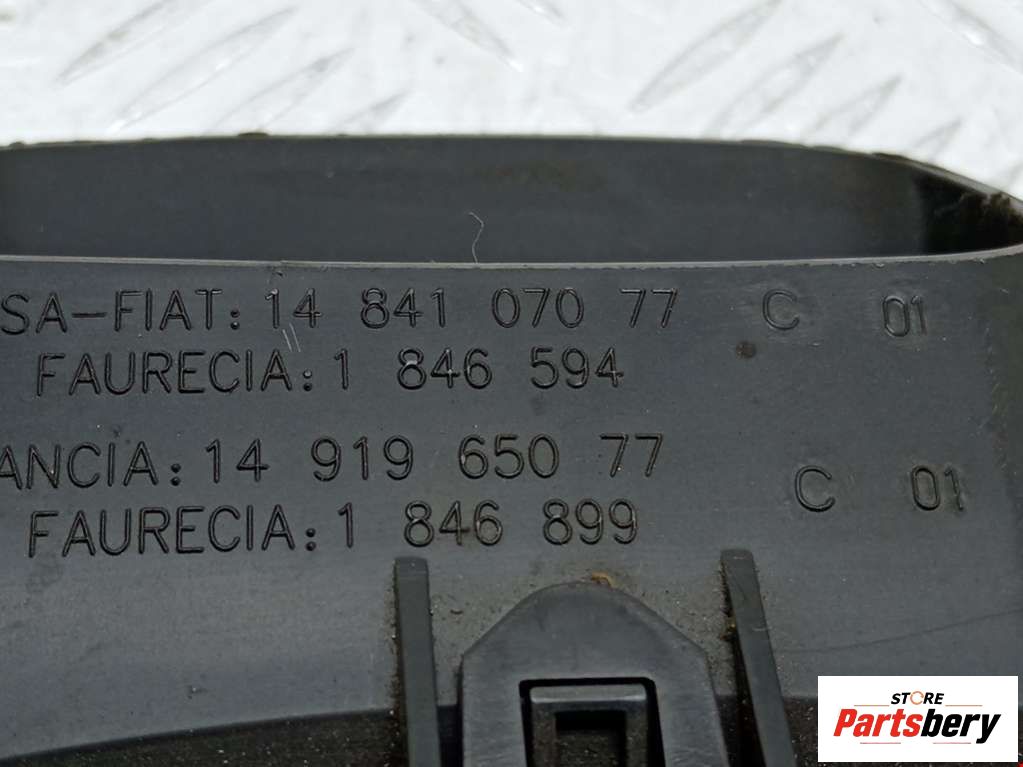 SA-FIAT: 14 841 070 77 C 01
FAURECIA: 1 846 594
ANCIA: 14 919 650 77 C 01
FAURECIA: 1 846 899
STORE
Partsbery